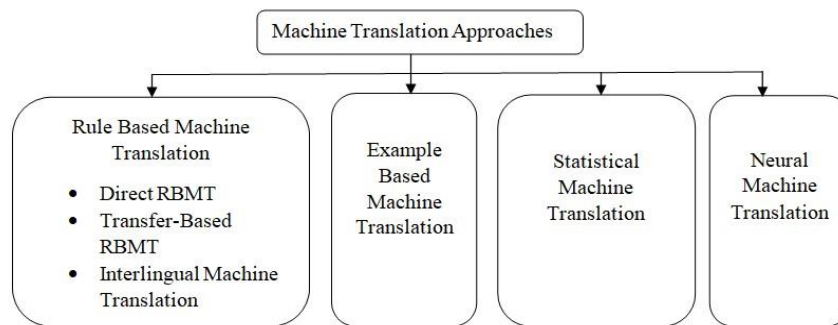 Machine Translation Approaches
Rule Based Machine
Translation
• Direct RBMT
• Transfer-Based
RBMT
• Interlingual Machine
Translation
Example
Based
Machine
Translation
Statistical
Machine
Translation
Neural
Machine
Translation